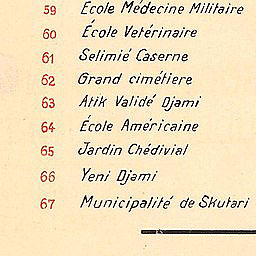 59 École Médecine Militaire
60 École Vetérinaire
61 Selimié Caserne
62 Grand cimétiere
63 Atik Validé Djami
64 École Américaine
65 Jardin Chédivial
66 Yeni Djami
67 Municipalité de Skutari